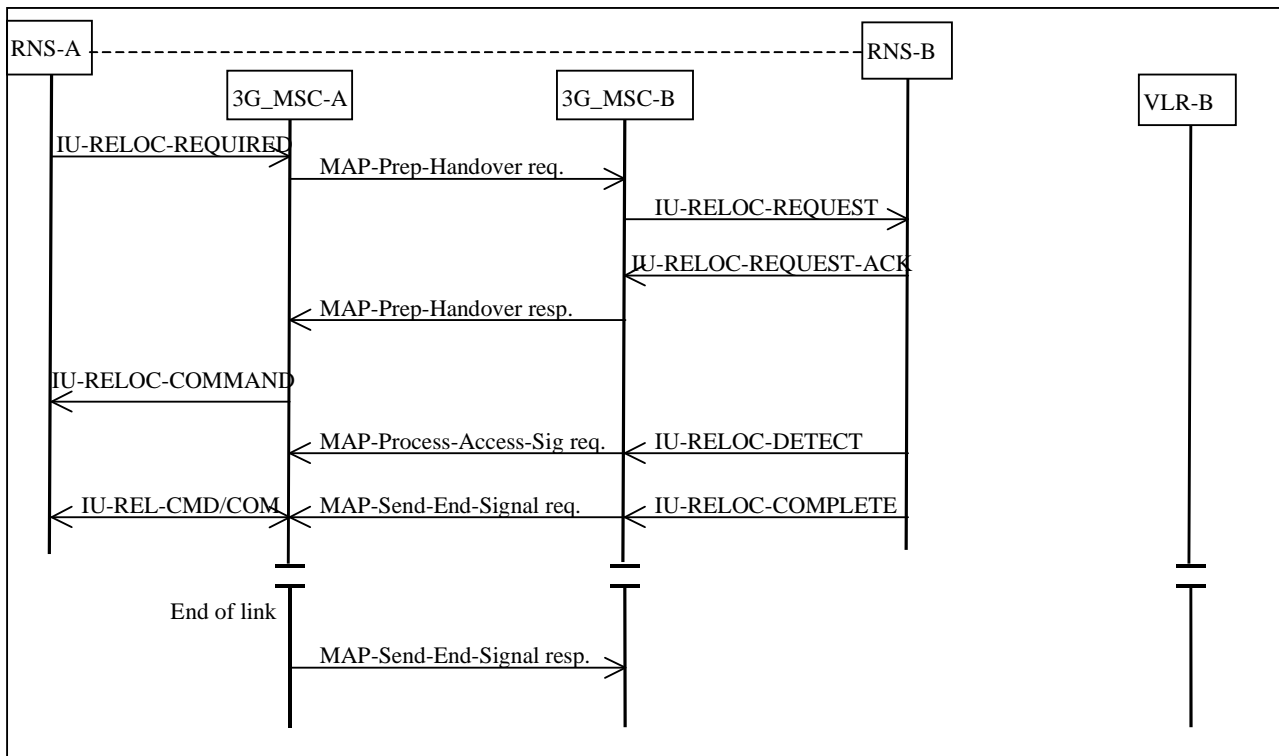 RNS-A
RNS-B
3G_MSC-A
3G_MSC-B
VLR-B
IU-RELOC-REQUIRED
MAP-Prep-Handover req.
IU-RELOC-REQUEST
IU-RELOC-REQUEST-ACK
MAP-Prep-Handover resp.
IU-RELOC-COMMAND
MAP-Process-Access-Sig req.
IU-RELOC-DETECT
IU-REL-CMD/COM
MAP-Send-End-Signal req.
IU-RELOC-COMPLETE
End of link
MAP-Send-End-Signal resp.